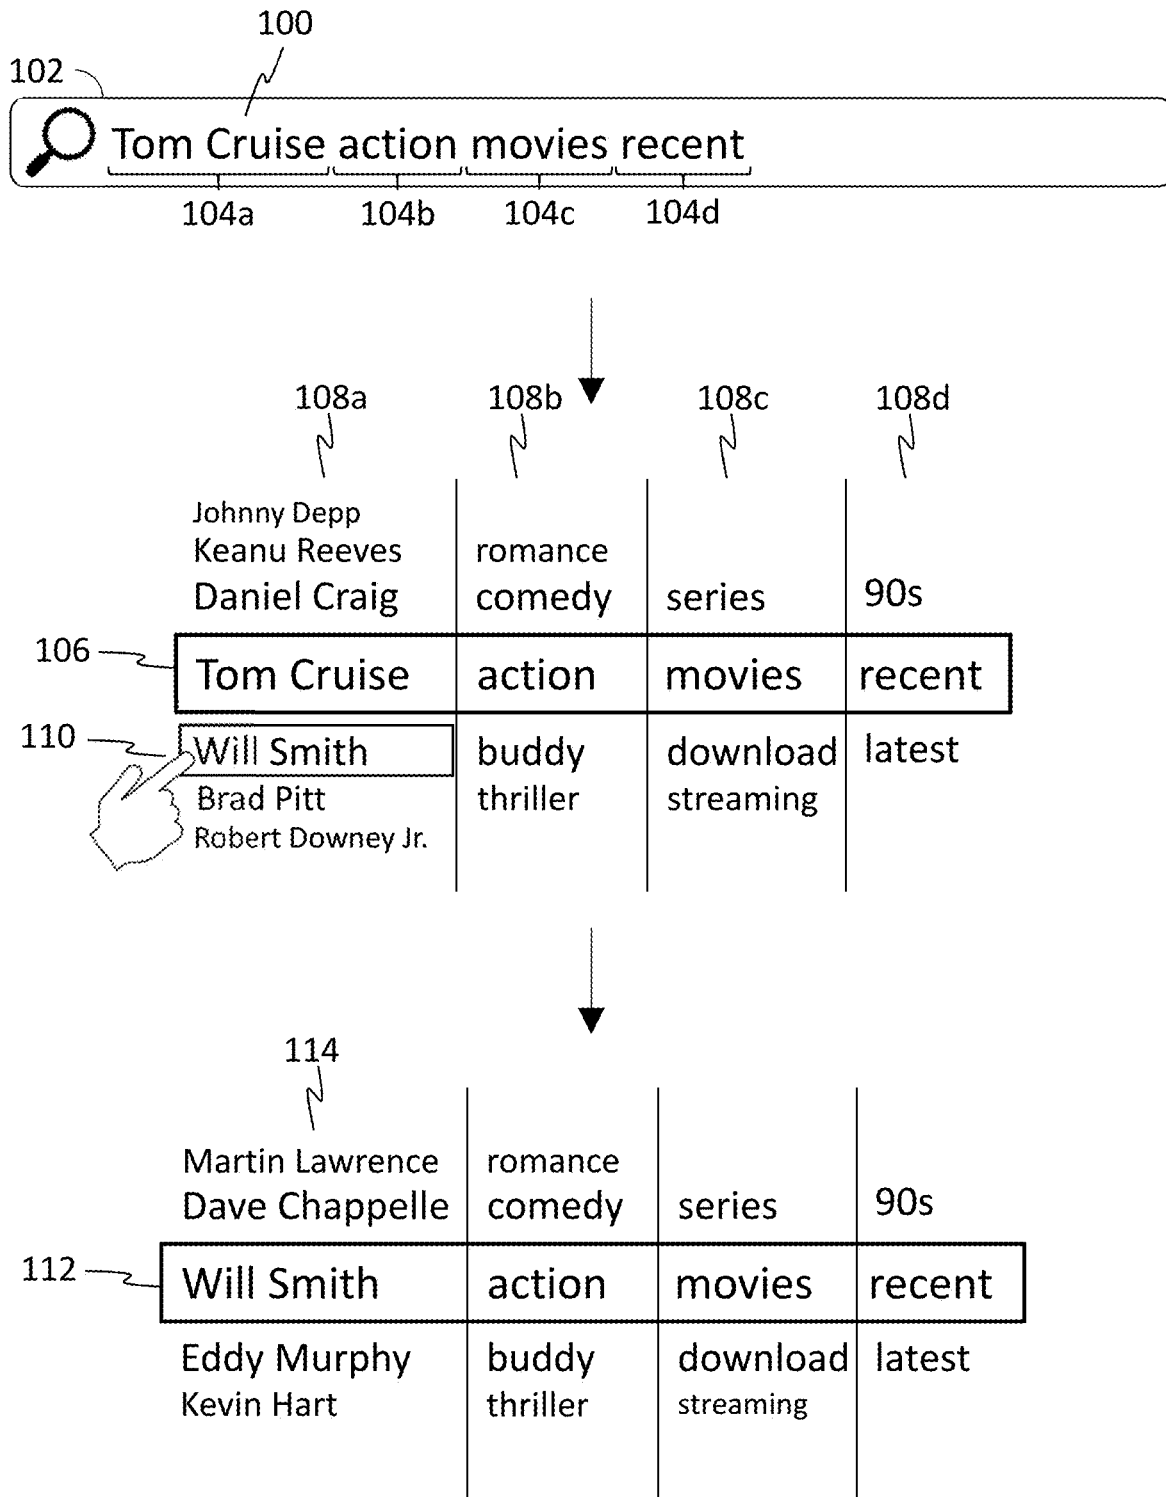 100
102
Tom Cruise action movies recent
104a 104b 104c 104d
108a 108b 108c 108d
Johnny Depp
Keanu Reeves romance
Daniel Craig comedy series 90s
106
Tom Cruise action movies recent
110
Will Smith buddy download latest
Brad Pitt thriller streaming
Robert Downey Jr.
114
Martin Lawrence romance
Dave Chappelle comedy series 90s
112
Will Smith action movies recent
Eddy Murphy buddy download latest
Kevin Hart thriller streaming